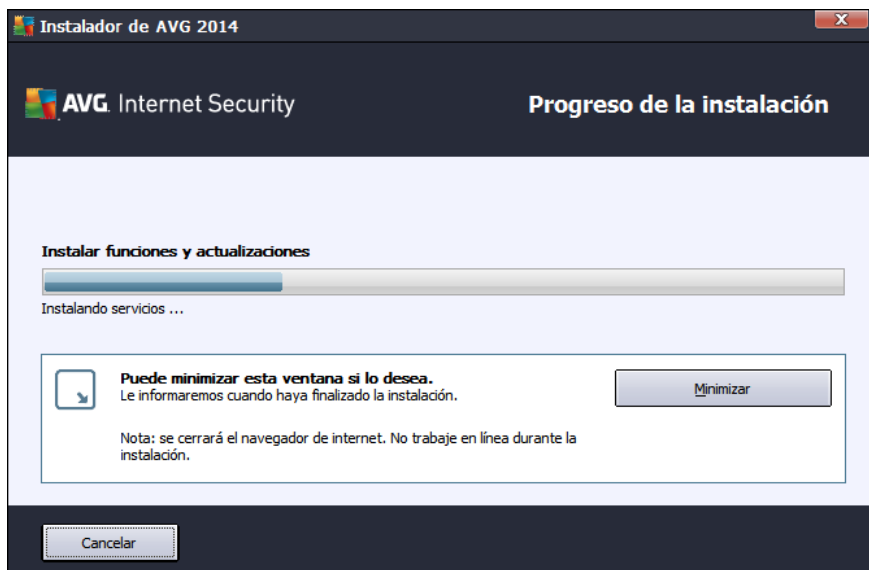 Instalador de AVG 2014
AVG. Internet Security
Progreso de la instalación
Instalar funciones y actualizaciones
Instalando servicios ...
Puede minimizar esta ventana si lo desea.
Le informaremos cuando haya finalizado la instalación.
Minimizar
Nota: se cerrará el navegador de internet. No trabaje en línea durante la
instalación.
Cancelar